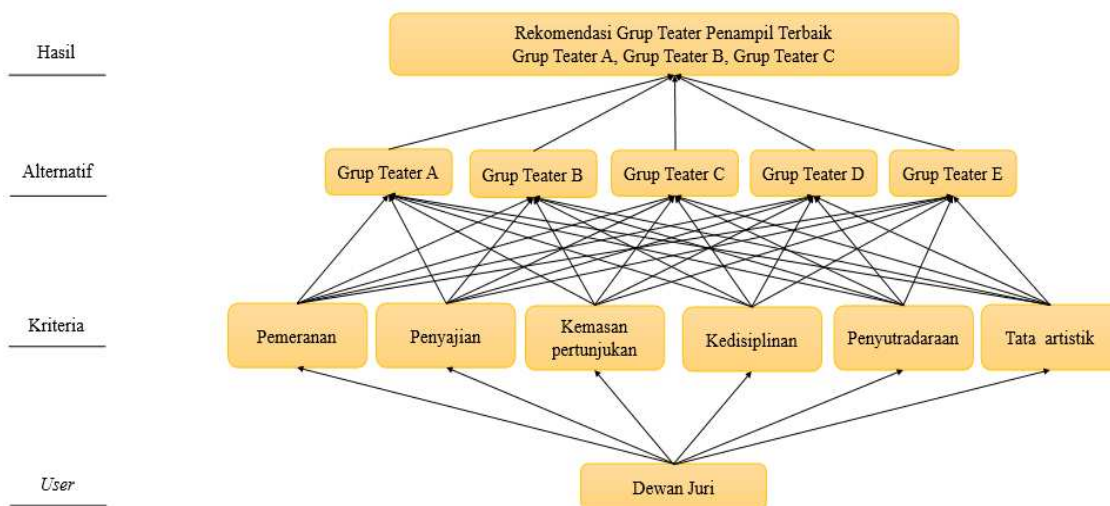 Hasil
Rekomendasi Grup Teater Penampil Terbaik
Grup Teater A, Grup Teater B, Grup Teater C
Alternatif
Grup Teater A
Grup Teater B
Grup Teater C
Grup Teater D
Grup Teater E
Kriteria
Pemeranan
Penyajian
Kemasan
pertunjukan
Kedisiplinan
Penyutradaraan
Tata artistik
User
Dewan Juri